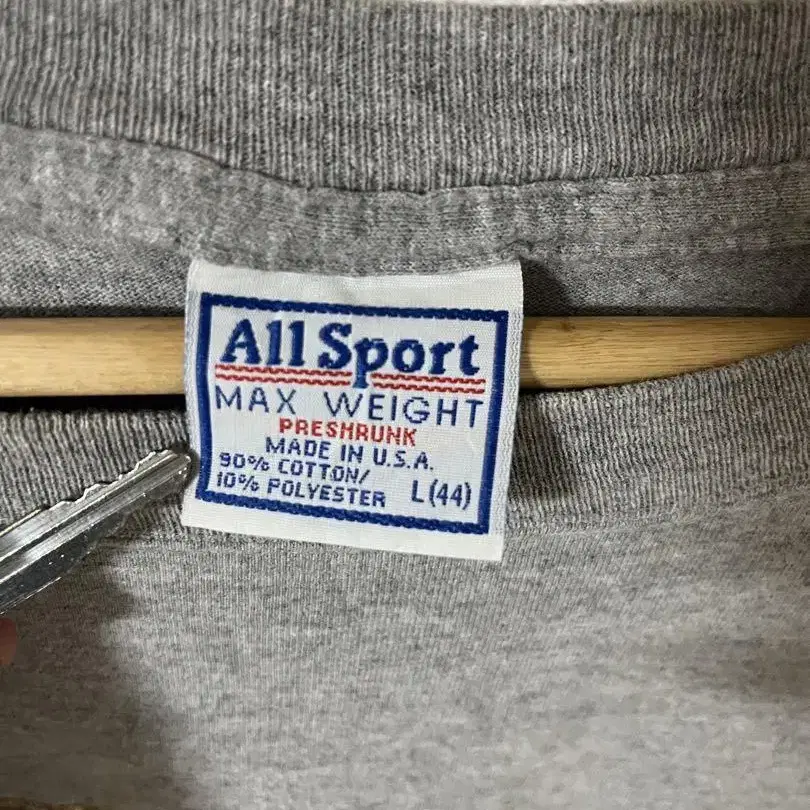 All Sport
MAX WEIGHT
PRESHRUNK
MADE IN U.S.A.
90% COTTON/
10% POLYESTER L(44)